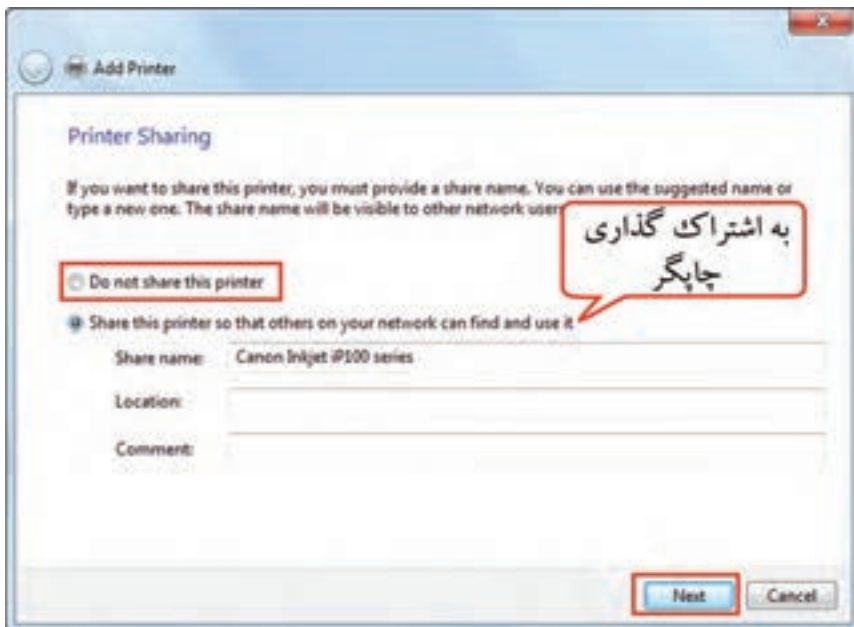 Add Printer
Printer Sharing
If you want to share this printer, you must provide a share name. You can use the suggested name or
type a new one. The share name will be visible to other network users
به اشتراک گذاری
چاپگر
Do not share this printer
Share this printer so that others on your network can find and use it
Share name: Canon Inkjet iP100 series
Location:
Comment:
Next
Cancel